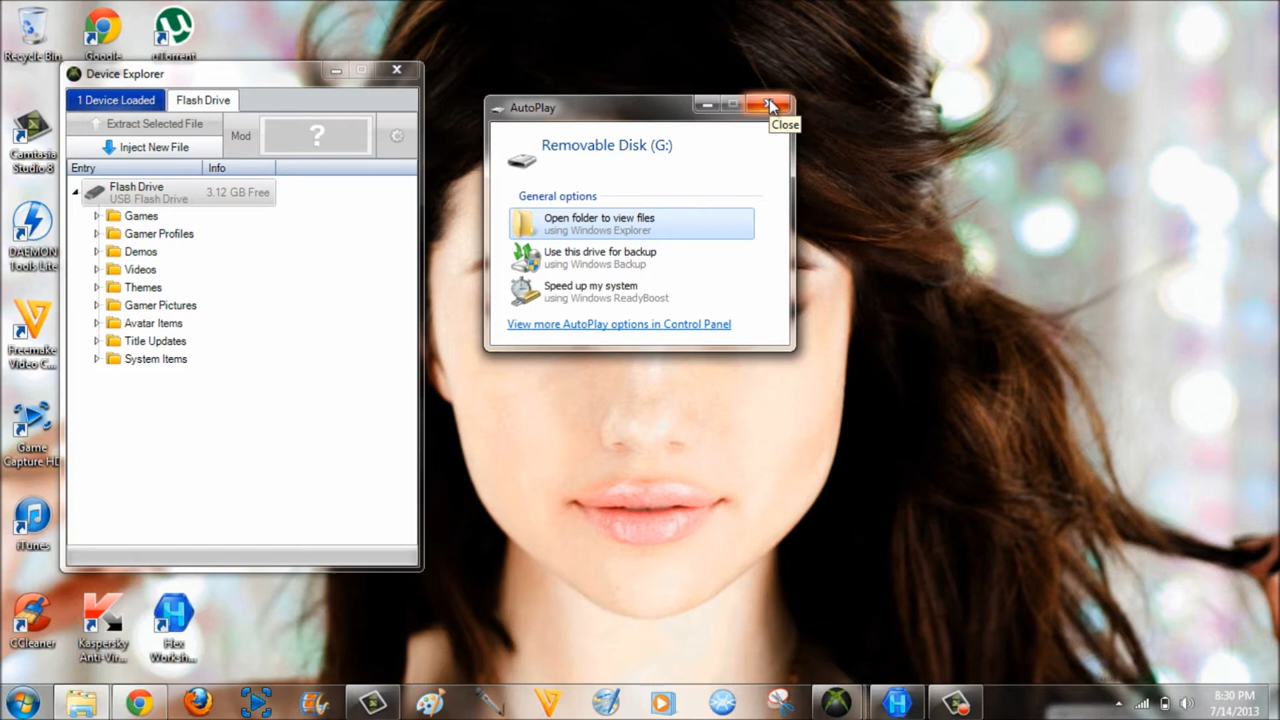 Recycle Bin
Google
uTorrent
Device Explorer
1 Device Loaded
Flash Drive
Extract Selected File
Mod
?
Inject New File
Entry
Info
Flash Drive
USB Flash Drive
3.12 GB Free
Games
Gamer Profiles
Demos
Videos
Themes
Gamer Pictures
Avatar Items
Title Updates
System Items
AutoPlay
Close
Removable Disk (G:)
General options
Open folder to view files
using Windows Explorer
Use this drive for backup
using Windows Backup
Speed up my system
using Windows ReadyBoost
View more AutoPlay options in Control Panel
Camtasia
Studio 8
DAEMON
Tools Lite
Freemake
Video C...
Game
Capture HD
iTunes
CCleaner
Kaspersky
Anti-Vir...
Hex
Worksh...
8:30 PM
7/14/2013